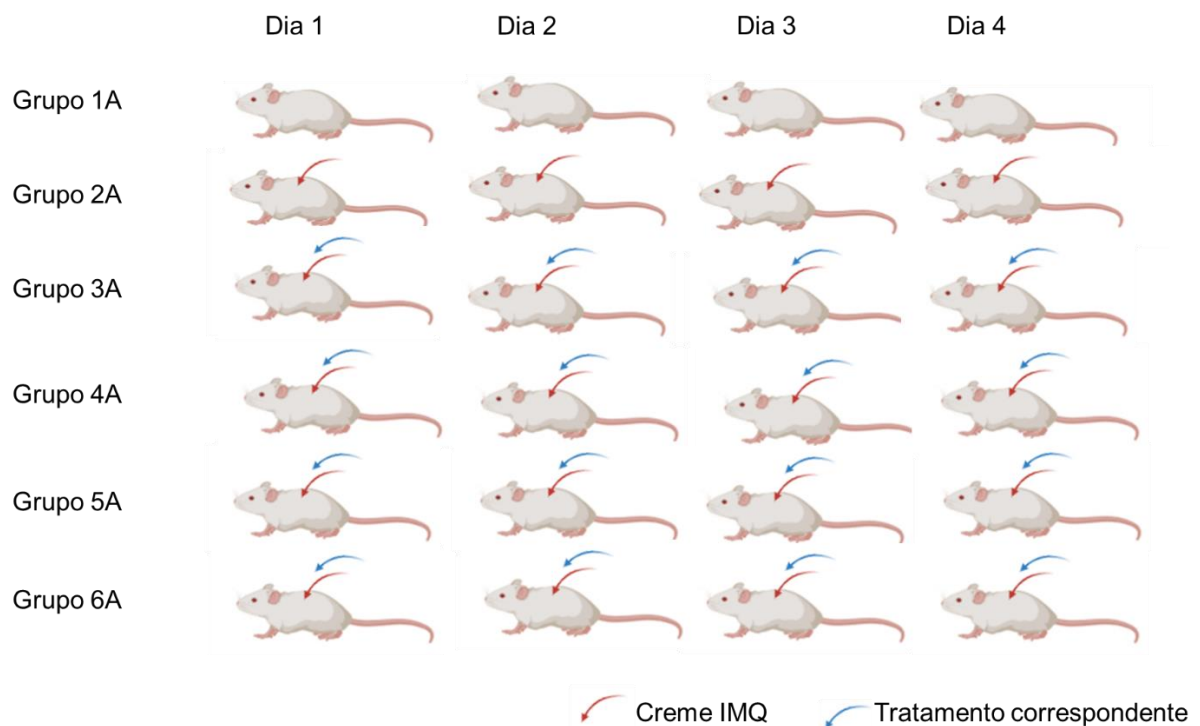 Dia 1 Dia 2 Dia 3 Dia 4
Grupo 1A
Grupo 2A
Grupo 3A
Grupo 4A
Grupo 5A
Grupo 6A
Creme IMQ Tratamento correspondente